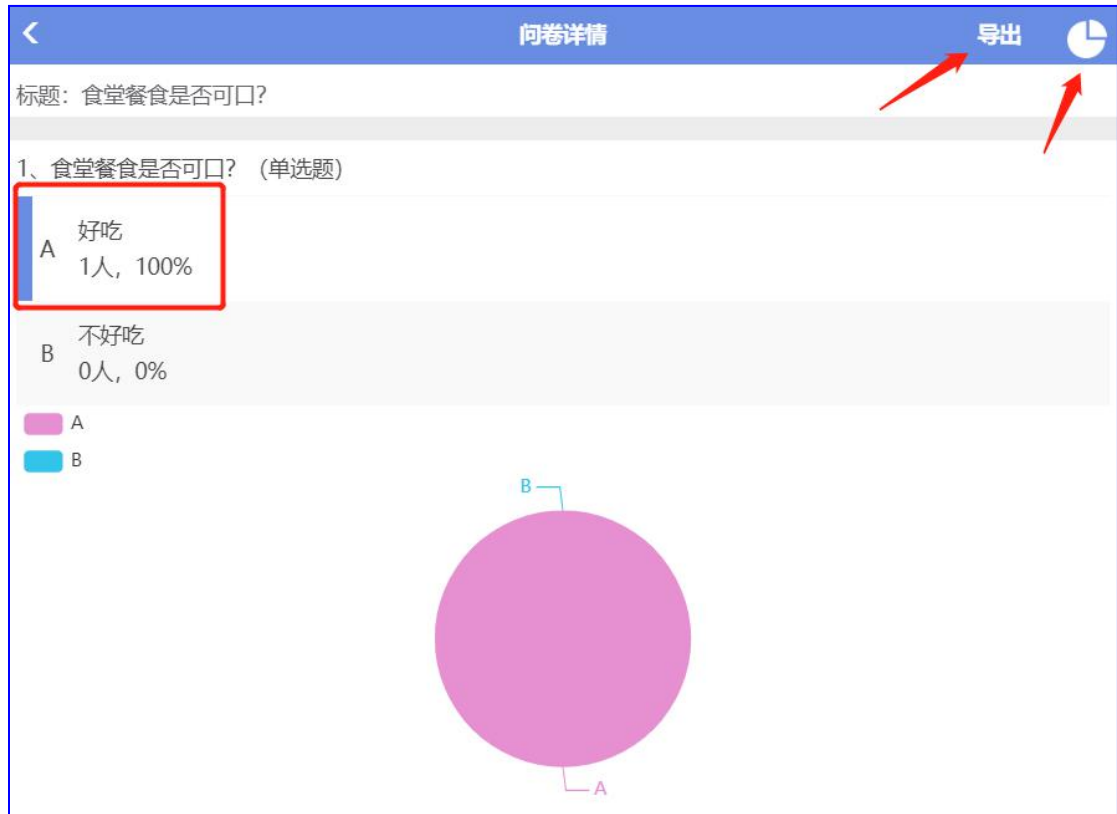 问卷详情 导出
标题：食堂餐食是否可口？
1、食堂餐食是否可口？（单选题）
A 好吃
1人，100%
B 不好吃
0人，0%
A
B
B
A